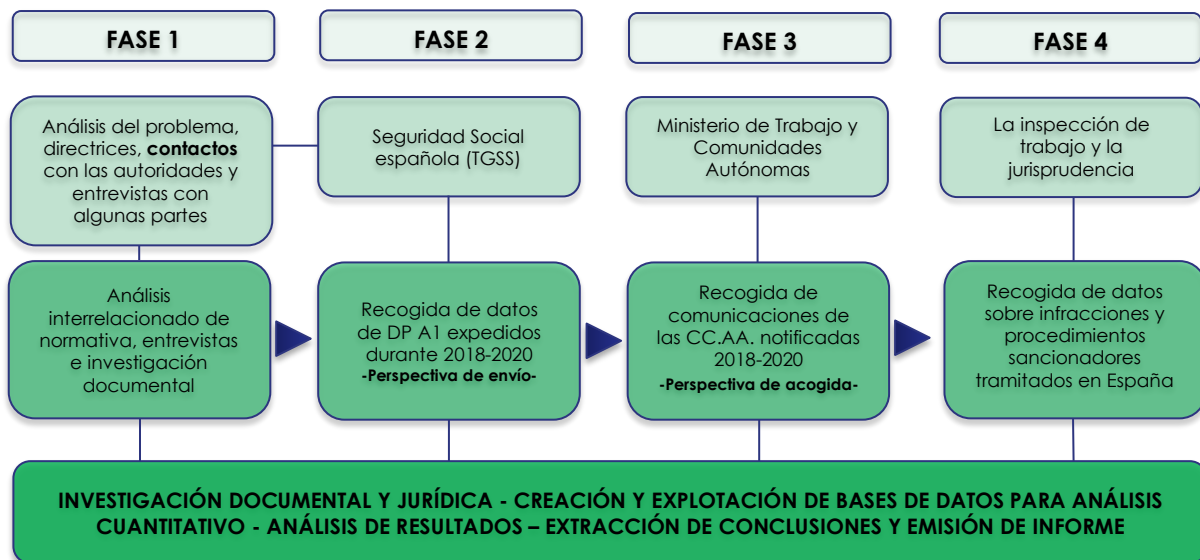 FASE 1
FASE 2
FASE 3
FASE 4
Análisis del problema,
directrices, contactos
con las autoridades y
entrevistas con
algunas partes
Seguridad Social
española (TGSS)
Ministerio de Trabajo y
Comunidades
Autónomas
La inspección de
trabajo y la
jurisprudencia
Análisis
interrelacionado de
normativa, entrevistas
e investigación
documental
Recogida de datos
de DP A1 expedidos
durante 2018-2020
-Perspectiva de envío-
Recogida de
comunicaciones de
las CC.AA. notificadas
2018-2020
-Perspectiva de acogida-
Recogida de datos
sobre infracciones y
procedimientos
sancionadores
tramitados en España
INVESTIGACIÓN DOCUMENTAL Y JURÍDICA - CREACIÓN Y EXPLOTACIÓN DE BASES DE DATOS PARA ANÁLISIS
CUANTITATIVO - ANÁLISIS DE RESULTADOS – EXTRACCIÓN DE CONCLUSIONES Y EMISIÓN DE INFORME